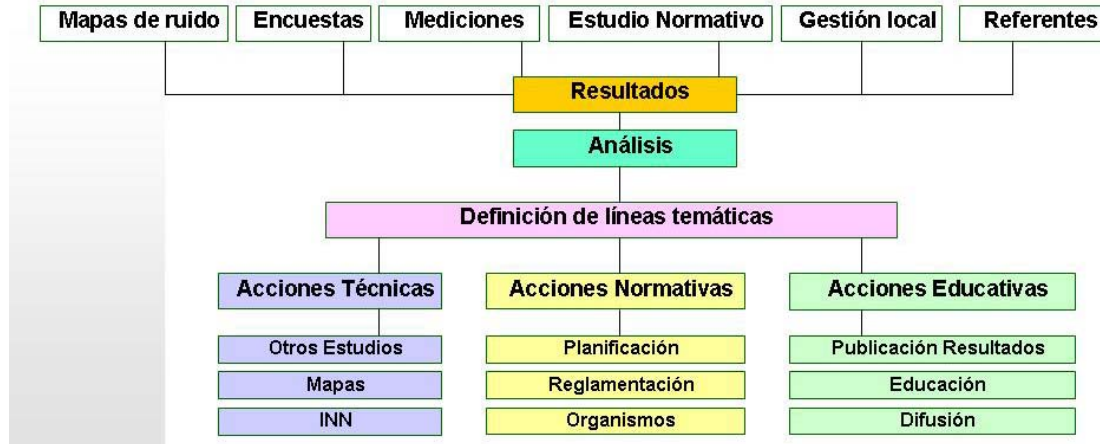 Mapas de ruido
Encuestas
Mediciones
Estudio Normativo
Gestión local
Referentes
Resultados
Análisis
Definición de líneas temáticas
Acciones Técnicas
Acciones Normativas
Acciones Educativas
Otros Estudios
Planificación
Publicación Resultados
Mapas
Reglamentación
Educación
INN
Organismos
Difusión